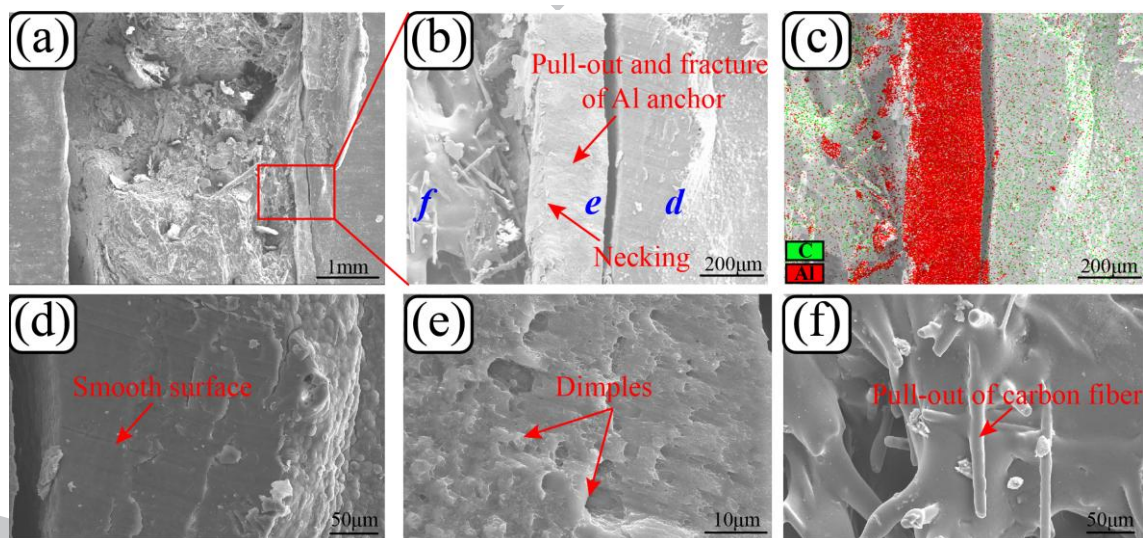 (a)
1mm
(b)
Pull-out and fracture
of Al anchor
f
e
d
Necking
200μm
(c)
C
Al
200μm
(d)
Smooth surface
50μm
(e)
Dimples
10μm
(f)
Pull-out of carbon fiber
50μm